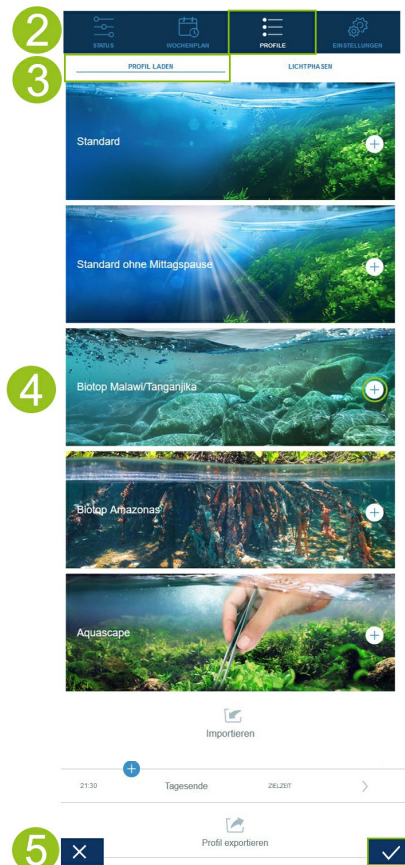 2
STATUS WOCHENPLAN PROFILE EINSTELLUNGEN
3
PROFIL LADEN LICHTPHASEN
Standard
Standard ohne Mittagspause
4
Biotop Malawi/Tanganjika
Biotop Amazonas
Aquascape
Importieren
21:30 Tagesende ZIELZEIT
Profil exportieren
5